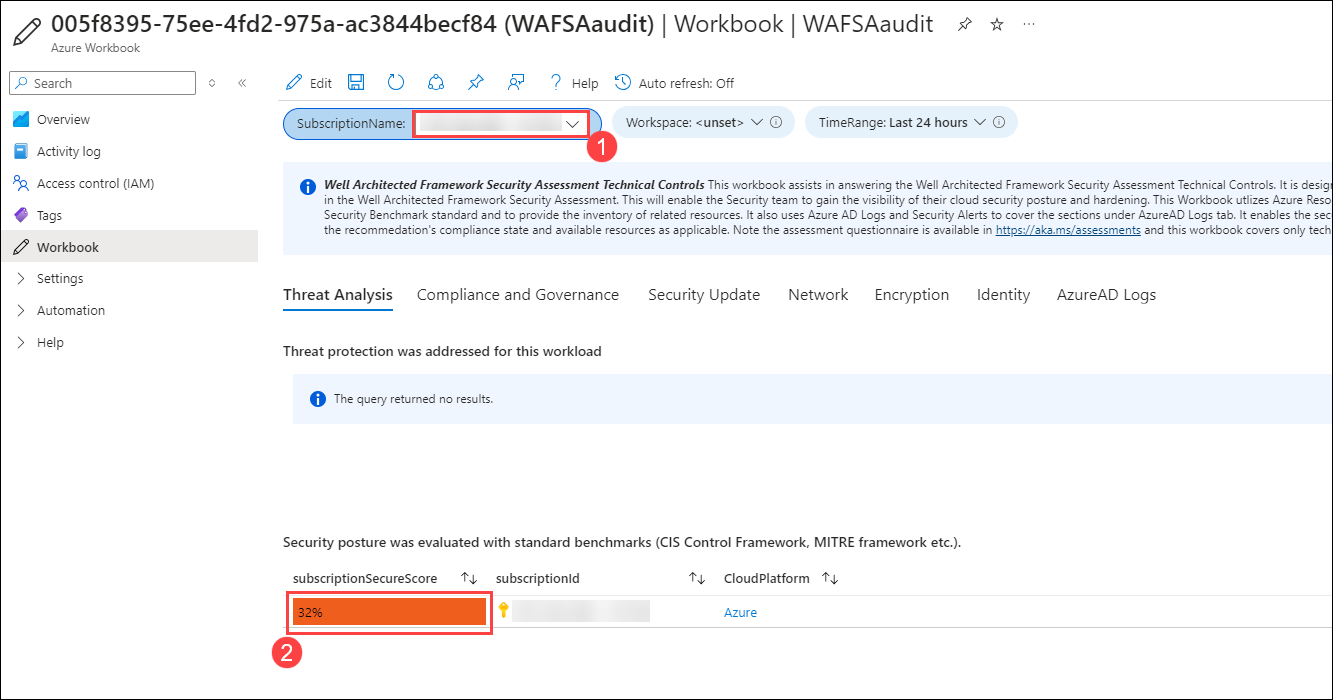 005f8395-75ee-4fd2-975a-ac3844becf84 (WAFSAaudit) | Workbook | WAFSAaudit
Azure Workbook
Search
Edit
Help
Auto refresh: Off
Overview
Activity log
Access control (IAM)
Tags
Workbook
Settings
Automation
Help
SubscriptionName:
1
Workspace: <unset>
TimeRange: Last 24 hours
Well Architected Framework Security Assessment Technical Controls This workbook assists in answering the Well Architected Framework Security Assessment Technical Controls. It is desig
in the Well Architected Framework Security Assessment. This will enable the Security team to gain the visibility of their cloud security posture and hardening. This Workbook utlizes Azure Reso
Security Benchmark standard and to provide the inventory of related resources. It also uses Azure AD Logs and Security Alerts to cover the sections under AzureAD Logs tab. It enables the sec
the recommedation's compliance state and available resources as applicable. Note the assessment questionnaire is available in https://aka.ms/assessments and this workbook covers only tech
Threat Analysis
Compliance and Governance
Security Update
Network
Encryption
Identity
AzureAD Logs
Threat protection was addressed for this workload
The query returned no results.
Security posture was evaluated with standard benchmarks (CIS Control Framework, MITRE framework etc.).
subscriptionSecureScore
subscriptionId
CloudPlatform
32%
Azure
2